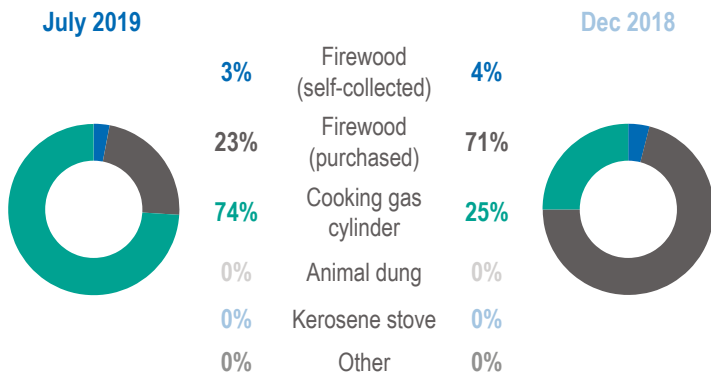 July 2019 Dec 2018
3% Firewood (self-collected) 4%
23% Firewood (purchased) 71%
74% Cooking gas cylinder 25%
0% Animal dung 0%
0% Kerosene stove 0%
0% Other 0%